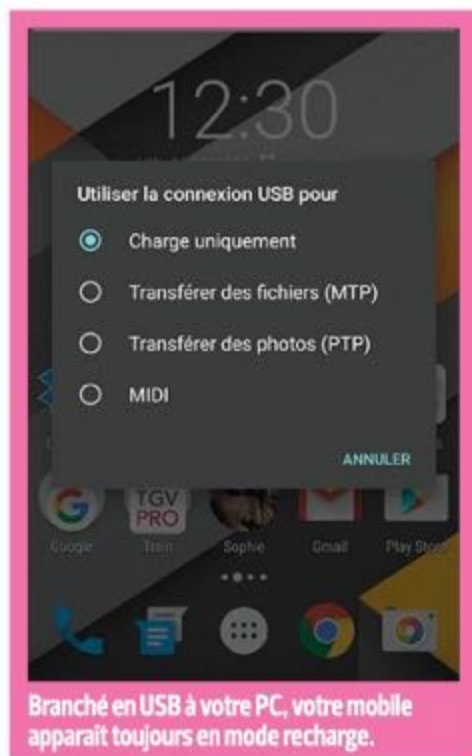 12:30
Utiliser la connexion USB pour
Charge uniquement
Transférer des fichiers (MTP)
Transférer des photos (PTP)
MIDI
ANNULER
TGV
PRO
Google Train Sophie Gmail Play Store
Branché en USB à votre PC, votre mobile
apparaît toujours en mode recharge.